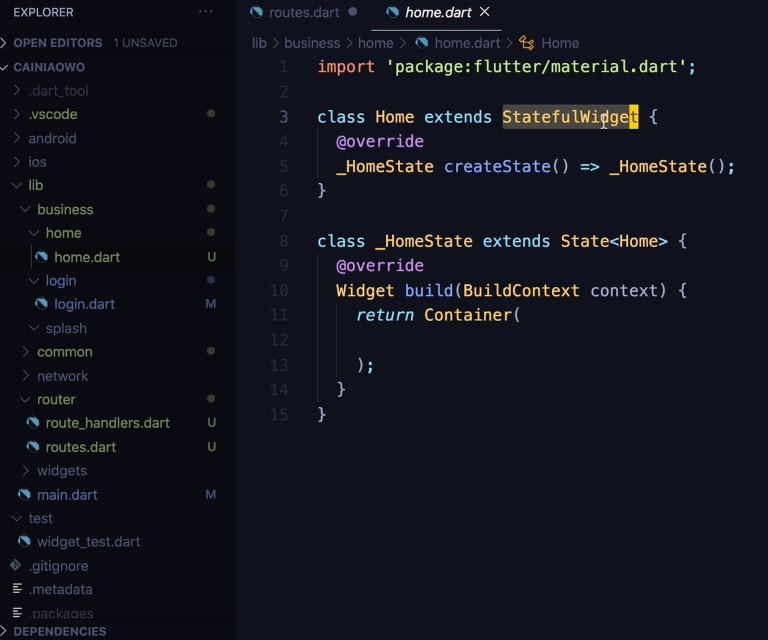 EXPLORER ...
OPEN EDITORS 1 UNSAVED
CAINIAOWO
.dart_tool
.vscode
android
ios
lib
business
home
home.dart U
login
login.dart M
splash
common
network
router
route_handlers.dart U
routes.dart U
widgets
main.dart M
test
widget_test.dart
.gitignore
.metadata
.packages
DEPENDENCIES
routes.dart
home.dart
lib > business > home > home.dart > Home
1 import 'package:flutter/material.dart';
2
3 class Home extends StatefulWidget {
4 @override
5 _HomeState createState() => _HomeState();
6 }
7
8 class _HomeState extends State<Home> {
9 @override
10 Widget build(BuildContext context) {
11 return Container(
12
13 );
14 }
15 }